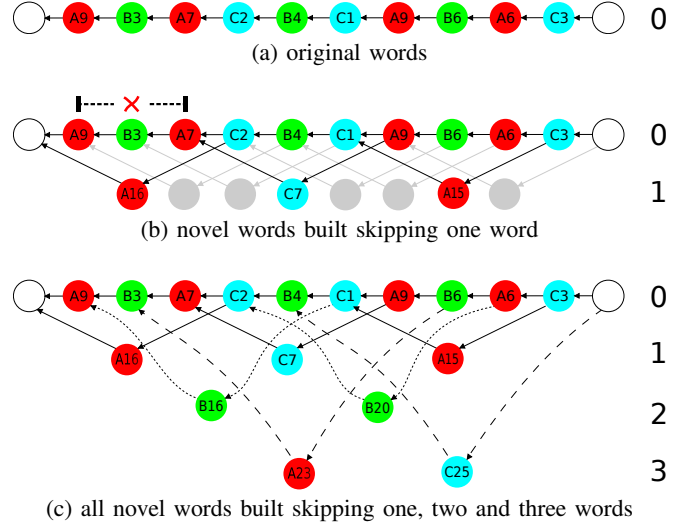 A9 B3 A7 C2 B4 C1 A9 B6 A6 C3 0
(a) original words
A9 B3 A7 C2 B4 C1 A9 B6 A6 C3 0
A16 C7 A15 1
(b) novel words built skipping one word
A9 B3 A7 C2 B4 C1 A9 B6 A6 C3 0
A16 C7 A15 1
B16 B20 2
A23 C25 3
(c) all novel words built skipping one, two and three words